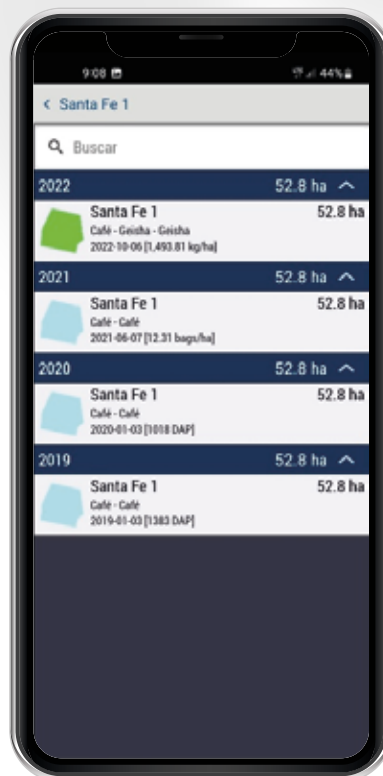 9:08 44%
< Santa Fe 1
Buscar
2022 52.8 ha
Santa Fe 1 52.8 ha
Café - Geisha - Geisha
2022-10-06 [1,493.81 kg/ha]
2021 52.8 ha
Santa Fe 1 52.8 ha
Café - Café
2021-06-07 [12.31 bags/ha]
2020 52.8 ha
Santa Fe 1 52.8 ha
Café - Café
2020-01-03 [1018 DAP]
2019 52.8 ha
Santa Fe 1 52.8 ha
Café - Café
2019-01-03 [1383 DAP]